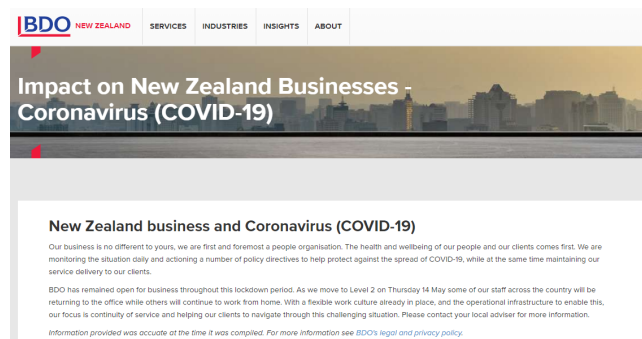 BDO NEW ZEALAND SERVICES INDUSTRIES INSIGHTS ABOUT
Impact on New Zealand Businesses -
Coronavirus (COVID-19)
New Zealand business and Coronavirus (COVID-19)
Our business is no different to yours, we are first and foremost a people organisation. The health and wellbeing of our people and our clients comes first. We are
monitoring the situation daily and actioning a number of policy directives to help protect against the spread of COVID-19, while at the same time maintaining our
service delivery to our clients.
BDO has remained open for business throughout this lockdown period. As we move to Level 2 on Thursday 14 May some of our staff across the country will be
returning to the office while others will continue to work from home. With a flexible work culture already in place, and the operational infrastructure to enable this,
our focus is continuity of service and helping our clients to navigate through this challenging situation. Please contact your local adviser for more information.
Information provided was accuate at the time it was compiled. For more information see BDO's legal and privacy policy.